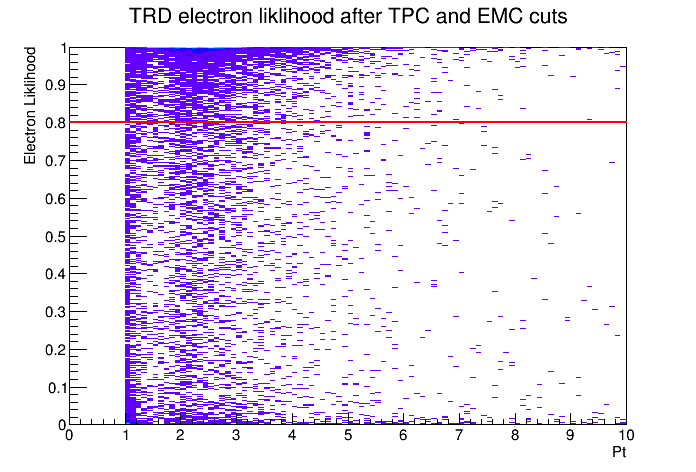 TRD electron liklihood after TPC and EMC cuts
Electron Liklihood
1
0.9
0.8
0.7
0.6
0.5
0.4
0.3
0.2
0.1
0
0 1 2 3 4 5 6 7 8 9 10
Pt